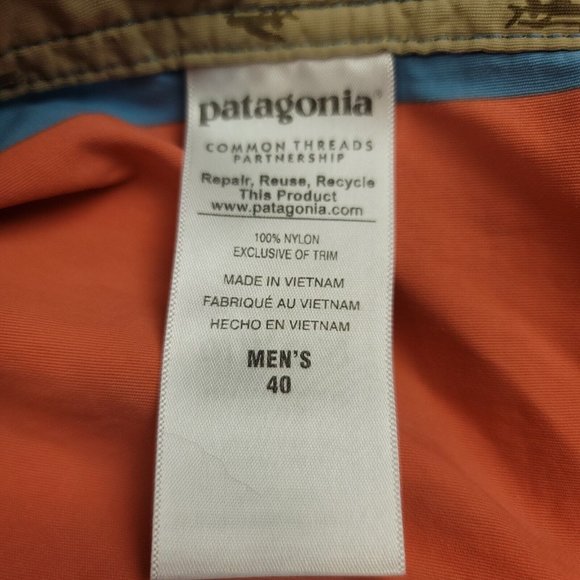 patagonia®
COMMON THREADS
PARTNERSHIP
Repair, Reuse, Recycle
This Product
www.patagonia.com
100% NYLON
EXCLUSIVE OF TRIM
MADE IN VIETNAM
FABRIQUÉ AU VIETNAM
HECHO EN VIETNAM
MEN'S
40